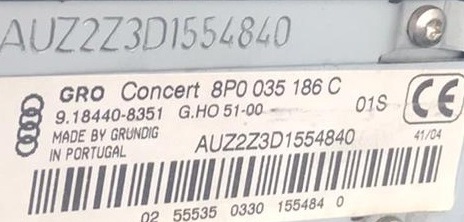 AUZ2Z3D1554840
GRO Concert 8P0 035 186 C
9.18440-8351 G.HO 51-00 01S CE
MADE BY GRUNDIG
IN PORTUGAL
AUZ2Z3D1554840 41/04
02 55535 0330 155484 0